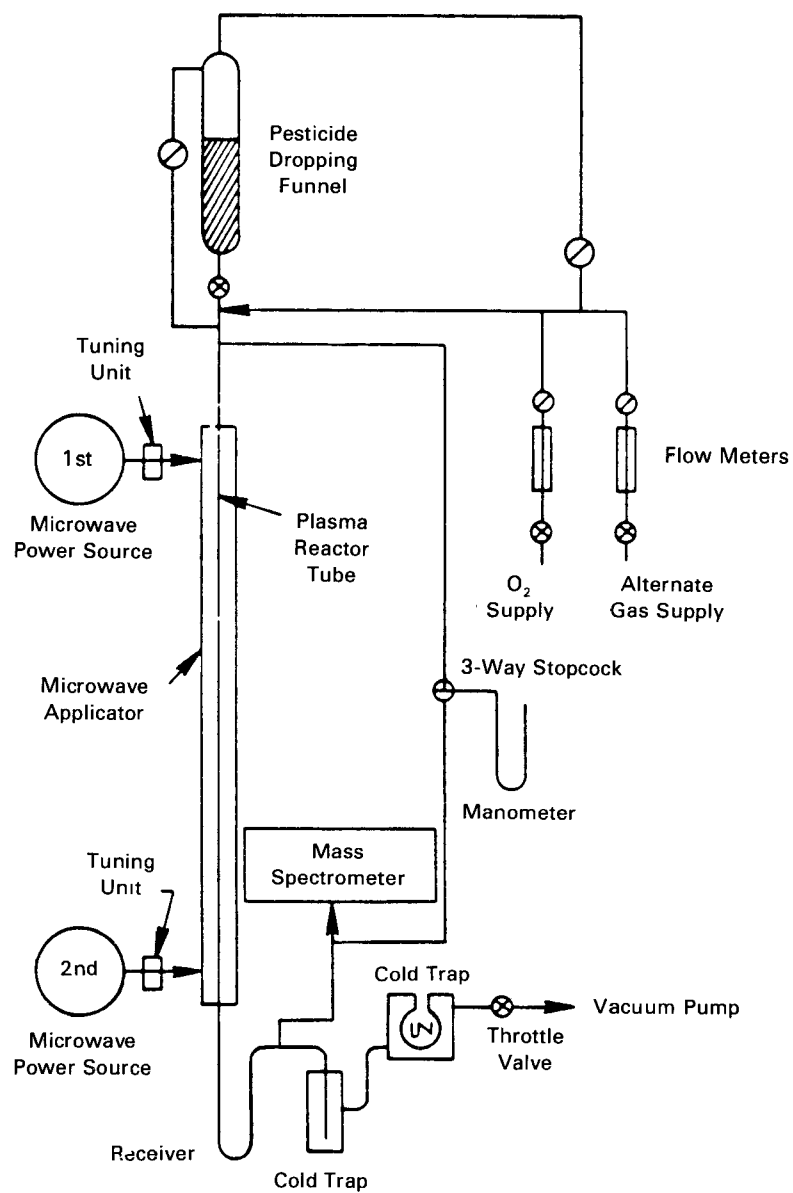 Pesticide
Dropping
Funnel
Tuning
Unit
1st
Microwave
Power Source
Plasma
Reactor
Tube
Flow Meters
O2
Supply
Alternate
Gas Supply
Microwave
Applicator
3-Way Stopcock
Manometer
Mass
Spectrometer
Tuning
Unit
2nd
Microwave
Power Source
Cold Trap
Vacuum Pump
Throttle
Valve
Receiver
Cold Trap